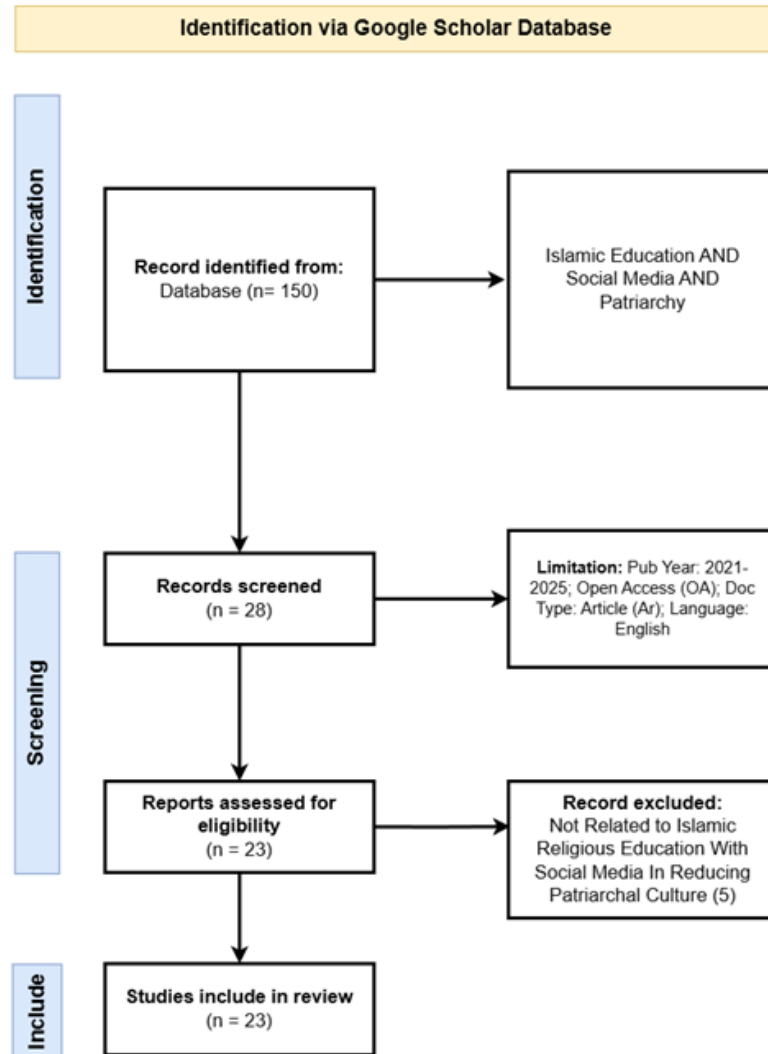 Identification via Google Scholar Database
Identification
Record identified from:
Database (n= 150)
Islamic Education AND
Social Media AND
Patriarchy
Screening
Records screened
(n = 28)
Limitation: Pub Year: 2021-
2025; Open Access (OA); Doc
Type: Article (Ar); Language:
English
Reports assessed for
eligibility
(n = 23)
Record excluded:
Not Related to Islamic
Religious Education With
Social Media In Reducing
Patriarchal Culture (5)
Include
Studies include in review
(n = 23)